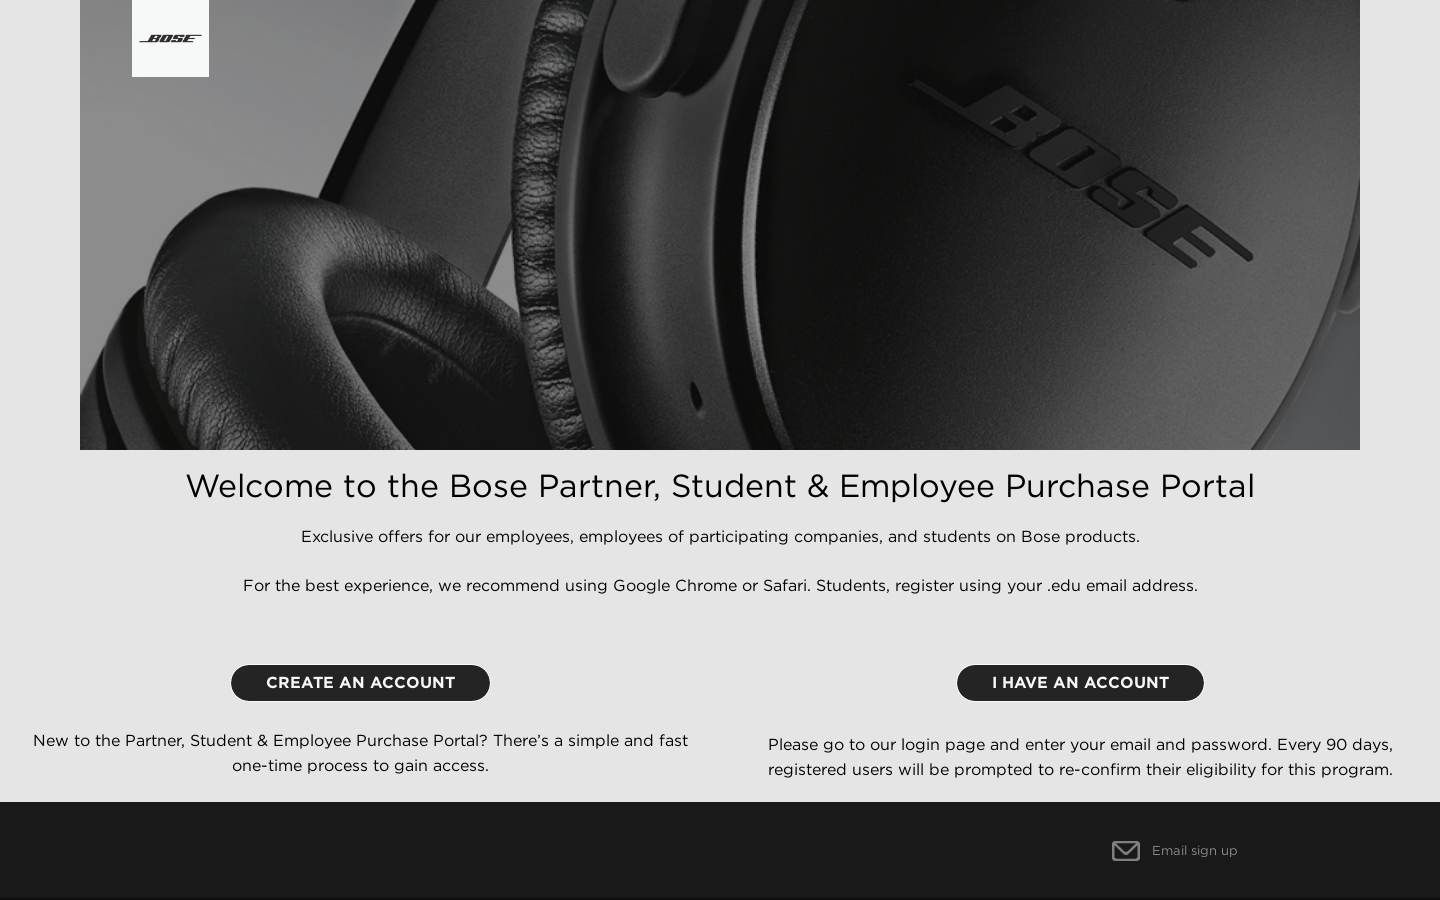 BOSE
BOSE
Welcome to the Bose Partner, Student & Employee Purchase Portal
Exclusive offers for our employees, employees of participating companies, and students on Bose products.
For the best experience, we recommend using Google Chrome or Safari. Students, register using your .edu email address.
CREATE AN ACCOUNT
New to the Partner, Student & Employee Purchase Portal? There’s a simple and fast
one-time process to gain access.
I HAVE AN ACCOUNT
Please go to our login page and enter your email and password. Every 90 days,
registered users will be prompted to re-confirm their eligibility for this program.
Email sign up